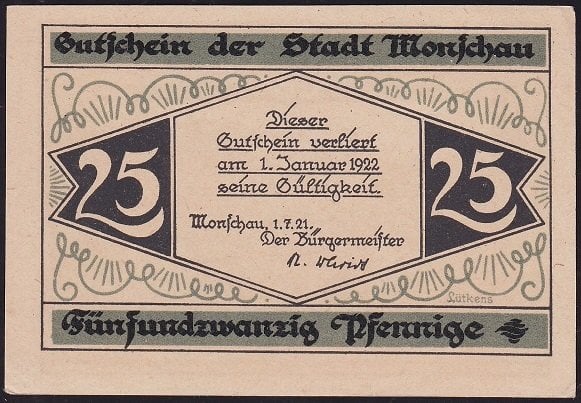 Gutschein der Stadt Monschau
25
Dieser
Gutschein verliert
am 1. Januar 1922
seine Gültigkeit.
25
Monschau, 1.7.21.
Der Bürgermeister
Lütkens
Fünfundzwanzig Pfennige